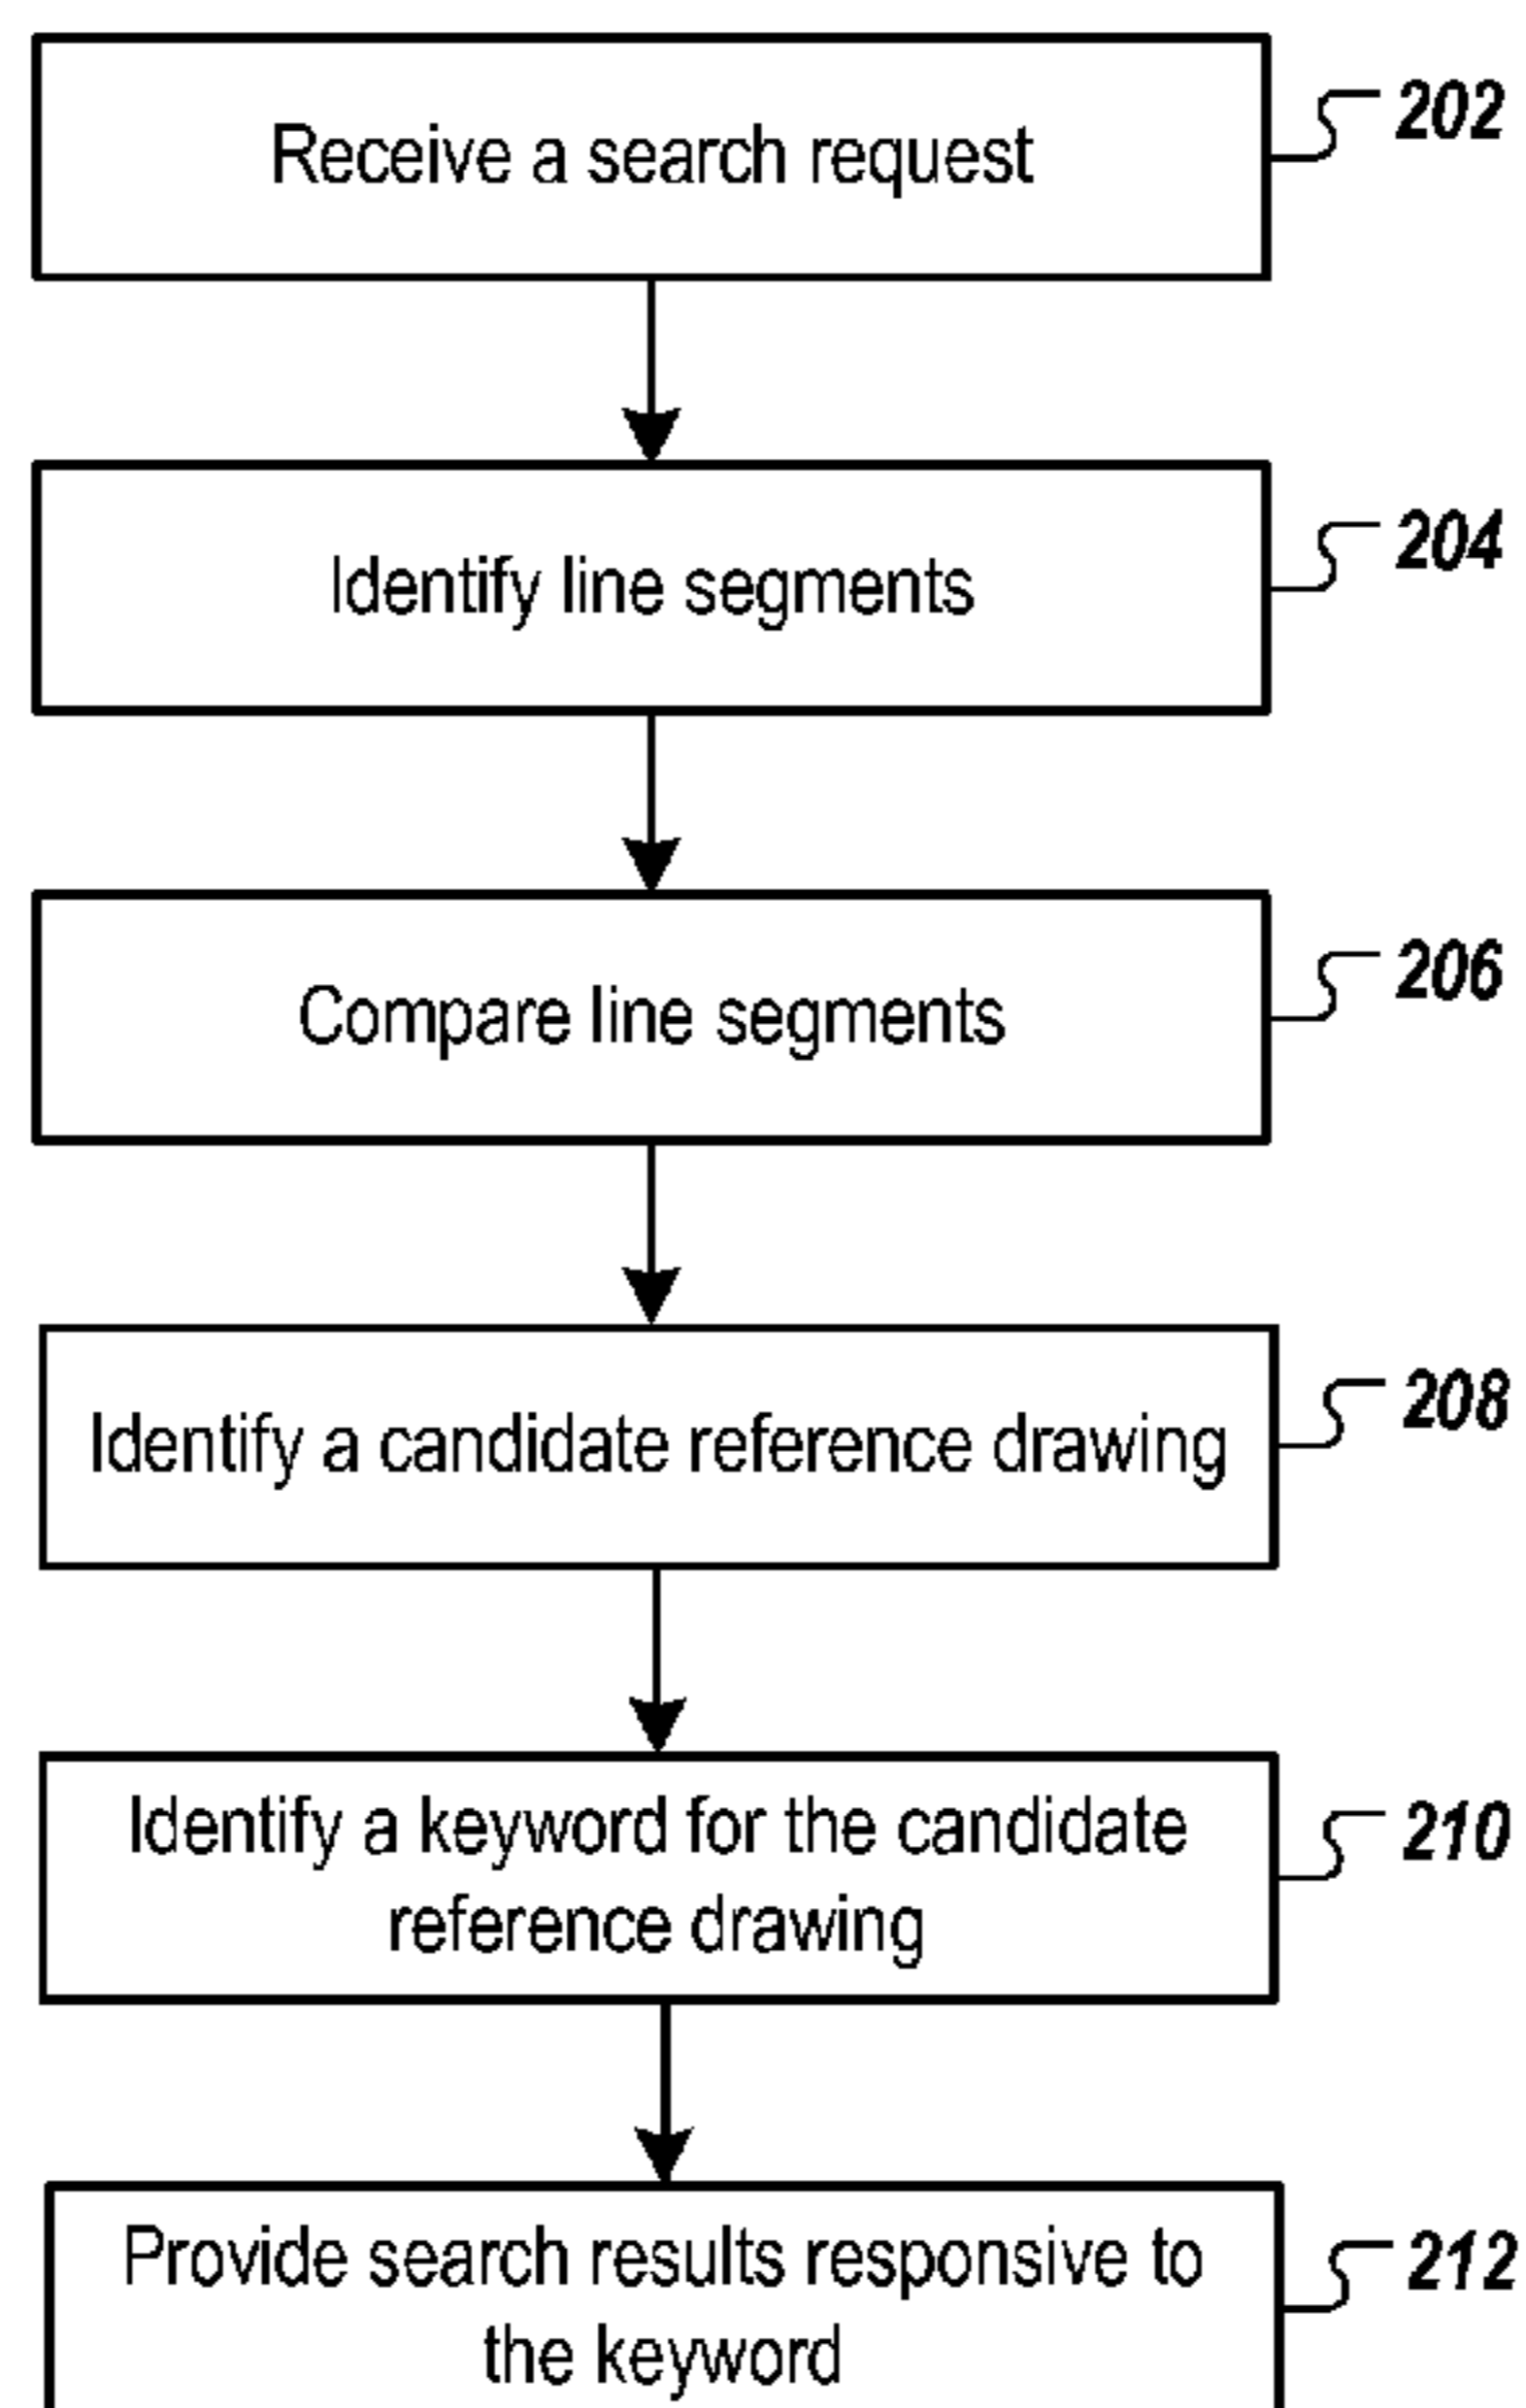 Receive a search request
202
Identify line segments
204
Compare line segments
206
Identify a candidate reference drawing
208
Identify a keyword for the candidate
reference drawing
210
Provide search results responsive to
the keyword
212